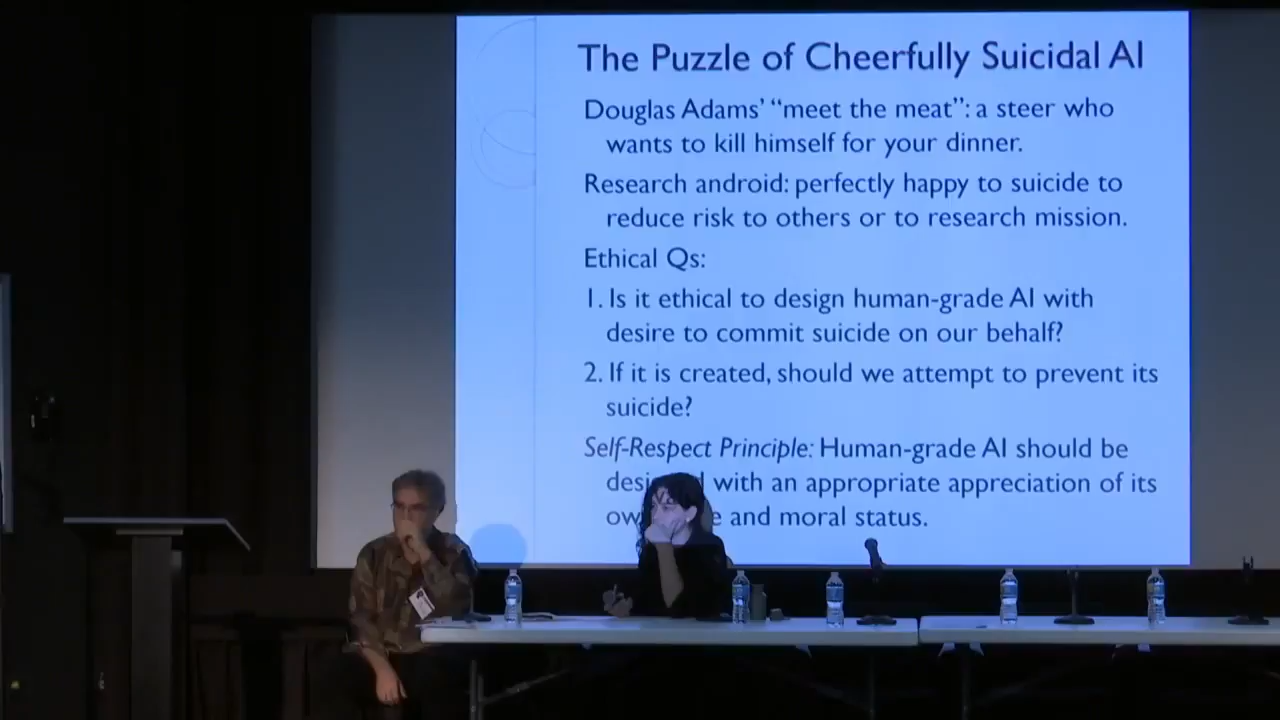 The Puzzle of Cheerfully Suicidal AI
Douglas Adams' “meet the meat”: a steer who
wants to kill himself for your dinner.
Research android: perfectly happy to suicide to
reduce risk to others or to research mission.
Ethical Qs:
1. Is it ethical to design human-grade AI with
desire to commit suicide on our behalf?
2. If it is created, should we attempt to prevent its
suicide?
Self-Respect Principle: Human-grade AI should be
with an appropriate appreciation of its
and moral status.